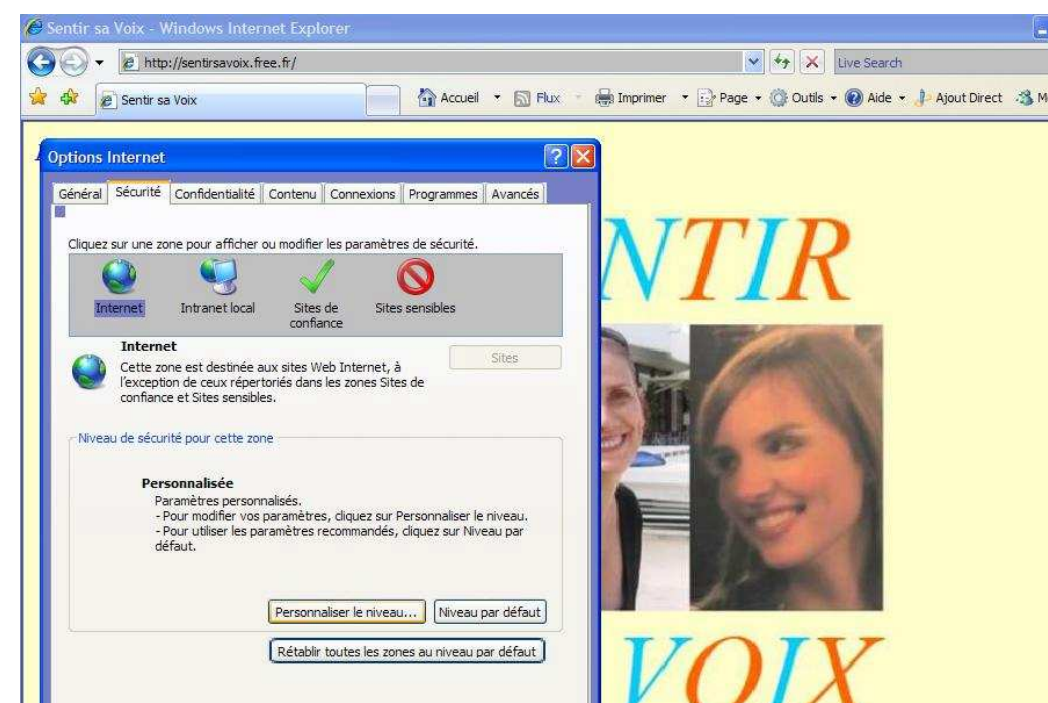 Sentir sa Voix - Windows Internet Explorer
http://sentirsavoix.free.fr/
Live Search
Sentir sa Voix
Accueil
Flux
Imprimer
Page
Outils
Aide
Ajout Direct
Options Internet
Général
Sécurité
Confidentialité
Contenu
Connexions
Programmes
Avancés
Cliquez sur une zone pour afficher ou modifier les paramètres de sécurité.
Internet
Intranet local
Sites de
confiance
Sites sensibles
Internet
Cette zone est destinée aux sites Web Internet, à
l'exception de ceux répertoriés dans les zones Sites de
confiance et Sites sensibles.
Sites
Niveau de sécurité pour cette zone
Personnalisée
Paramètres personnalisés.
- Pour modifier vos paramètres, cliquez sur Personnaliser le niveau.
- Pour utiliser les paramètres recommandés, cliquez sur Niveau par
défaut.
Personnaliser le niveau...
Niveau par défaut
Rétablir toutes les zones au niveau par défaut
NTIR
VOIX